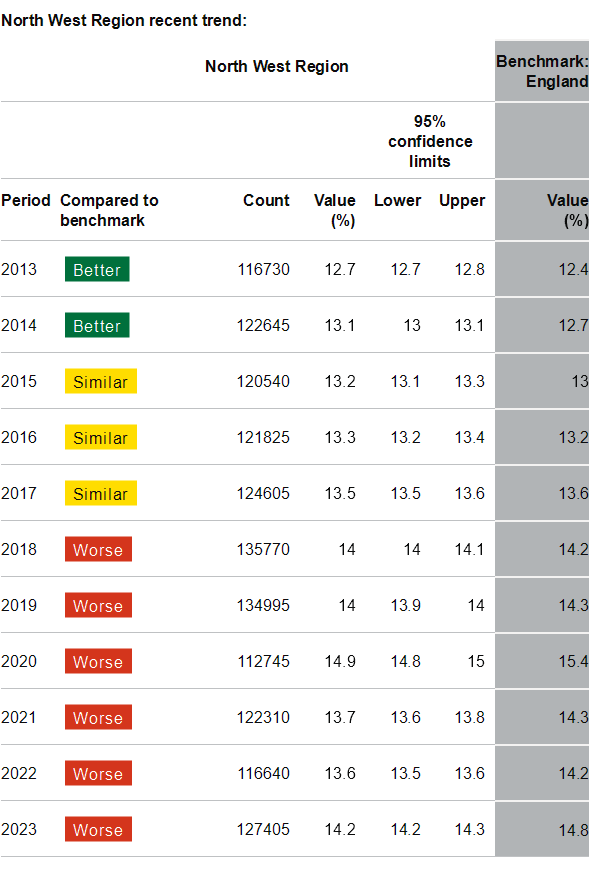 North West Region recent trend:
North West Region Benchmark: England
95% confidence limits
Period Compared to benchmark Count Value (%) Lower Upper Value (%)
2013 Better 116730 12.7 12.7 12.8 12.4
2014 Better 122645 13.1 13 13.1 12.7
2015 Similar 120540 13.2 13.1 13.3 13
2016 Similar 121825 13.3 13.2 13.4 13.2
2017 Similar 124605 13.5 13.5 13.6 13.6
2018 Worse 135770 14 14 14.1 14.2
2019 Worse 134995 14 13.9 14 14.3
2020 Worse 112745 14.9 14.8 15 15.4
2021 Worse 122310 13.7 13.6 13.8 14.3
2022 Worse 116640 13.6 13.5 13.6 14.2
2023 Worse 127405 14.2 14.2 14.3 14.8